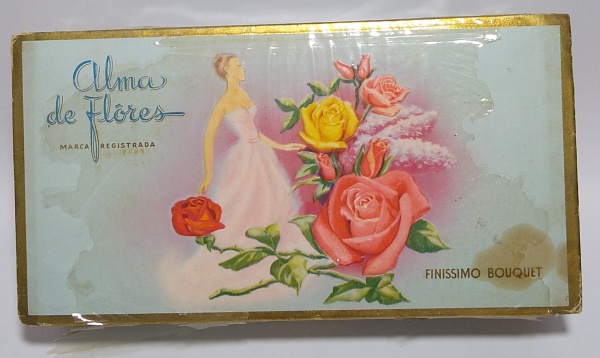 Alma
de Flôres
MARCA REGISTRADA
FINISSIMO BOUQUET